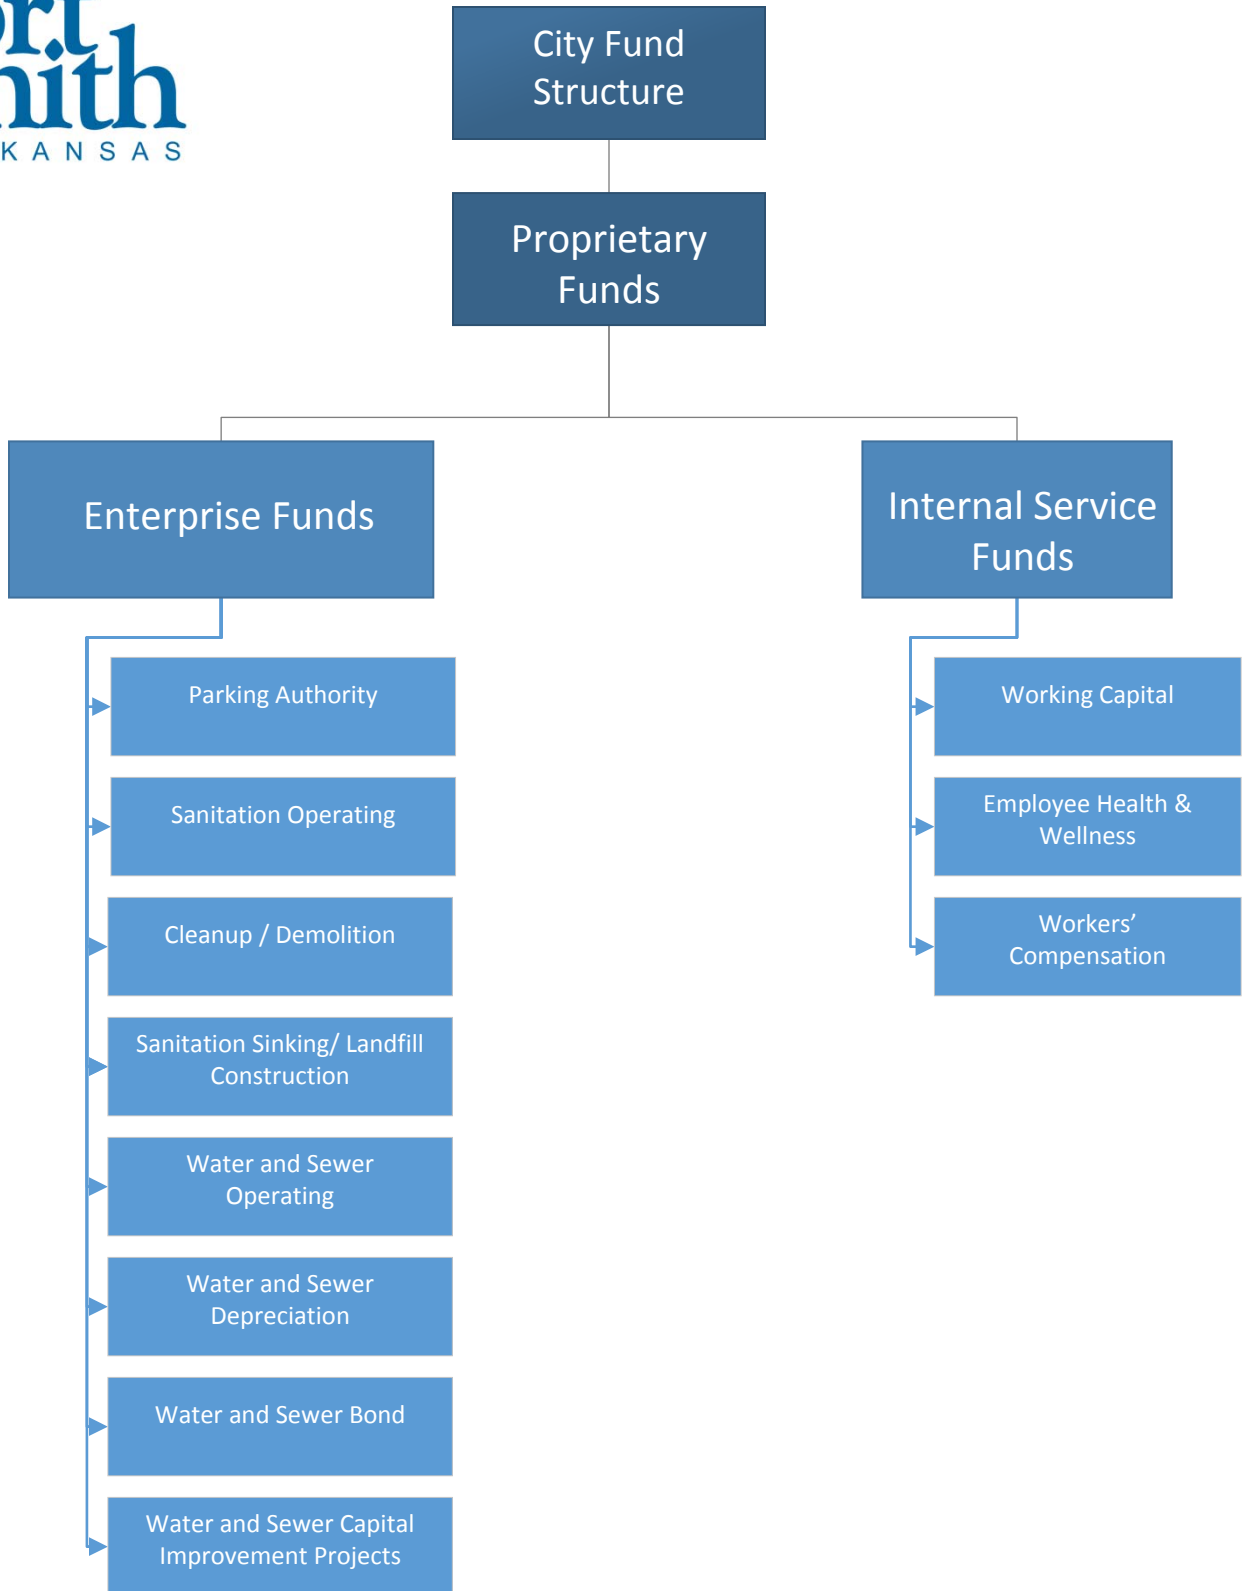 City Fund
Structure
Proprietary
Funds
Enterprise Funds
Internal Service
Funds
Parking Authority
Sanitation Operating
Cleanup / Demolition
Sanitation Sinking/ Landfill
Construction
Water and Sewer
Operating
Water and Sewer
Depreciation
Water and Sewer Bond
Water and Sewer Capital
Improvement Projects
Working Capital
Employee Health &
Wellness
Workers’
Compensation